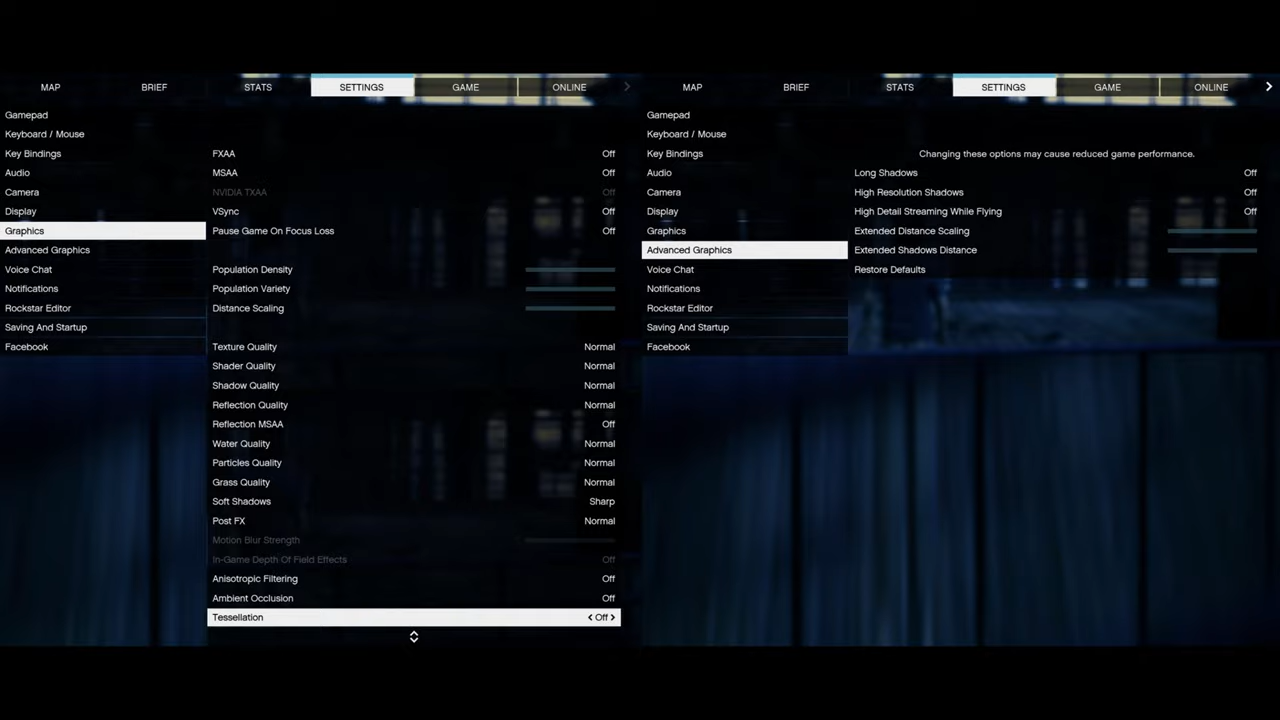 MAP BRIEF STATS SETTINGS GAME ONLINE
Gamepad
Keyboard / Mouse
Key Bindings
Audio
Camera
Display
Graphics
Advanced Graphics
Voice Chat
Notifications
Rockstar Editor
Saving And Startup
Facebook
FXAA Off
MSAA Off
NVIDIA TXAA Off
VSync Off
Pause Game On Focus Loss Off
Population Density
Population Variety
Distance Scaling
Texture Quality Normal
Shader Quality Normal
Shadow Quality Normal
Reflection Quality Normal
Reflection MSAA Off
Water Quality Normal
Particles Quality Normal
Grass Quality Normal
Soft Shadows Sharp
Post FX Normal
Motion Blur Strength
In-Game Depth Of Field Effects Off
Anisotropic Filtering Off
Ambient Occlusion Off
Tessellation Off
MAP BRIEF STATS SETTINGS GAME ONLINE
Gamepad
Keyboard / Mouse
Key Bindings
Audio
Camera
Display
Graphics
Advanced Graphics
Voice Chat
Notifications
Rockstar Editor
Saving And Startup
Facebook
Changing these options may cause reduced game performance.
Long Shadows Off
High Resolution Shadows Off
High Detail Streaming While Flying Off
Extended Distance Scaling
Extended Shadows Distance
Restore Defaults